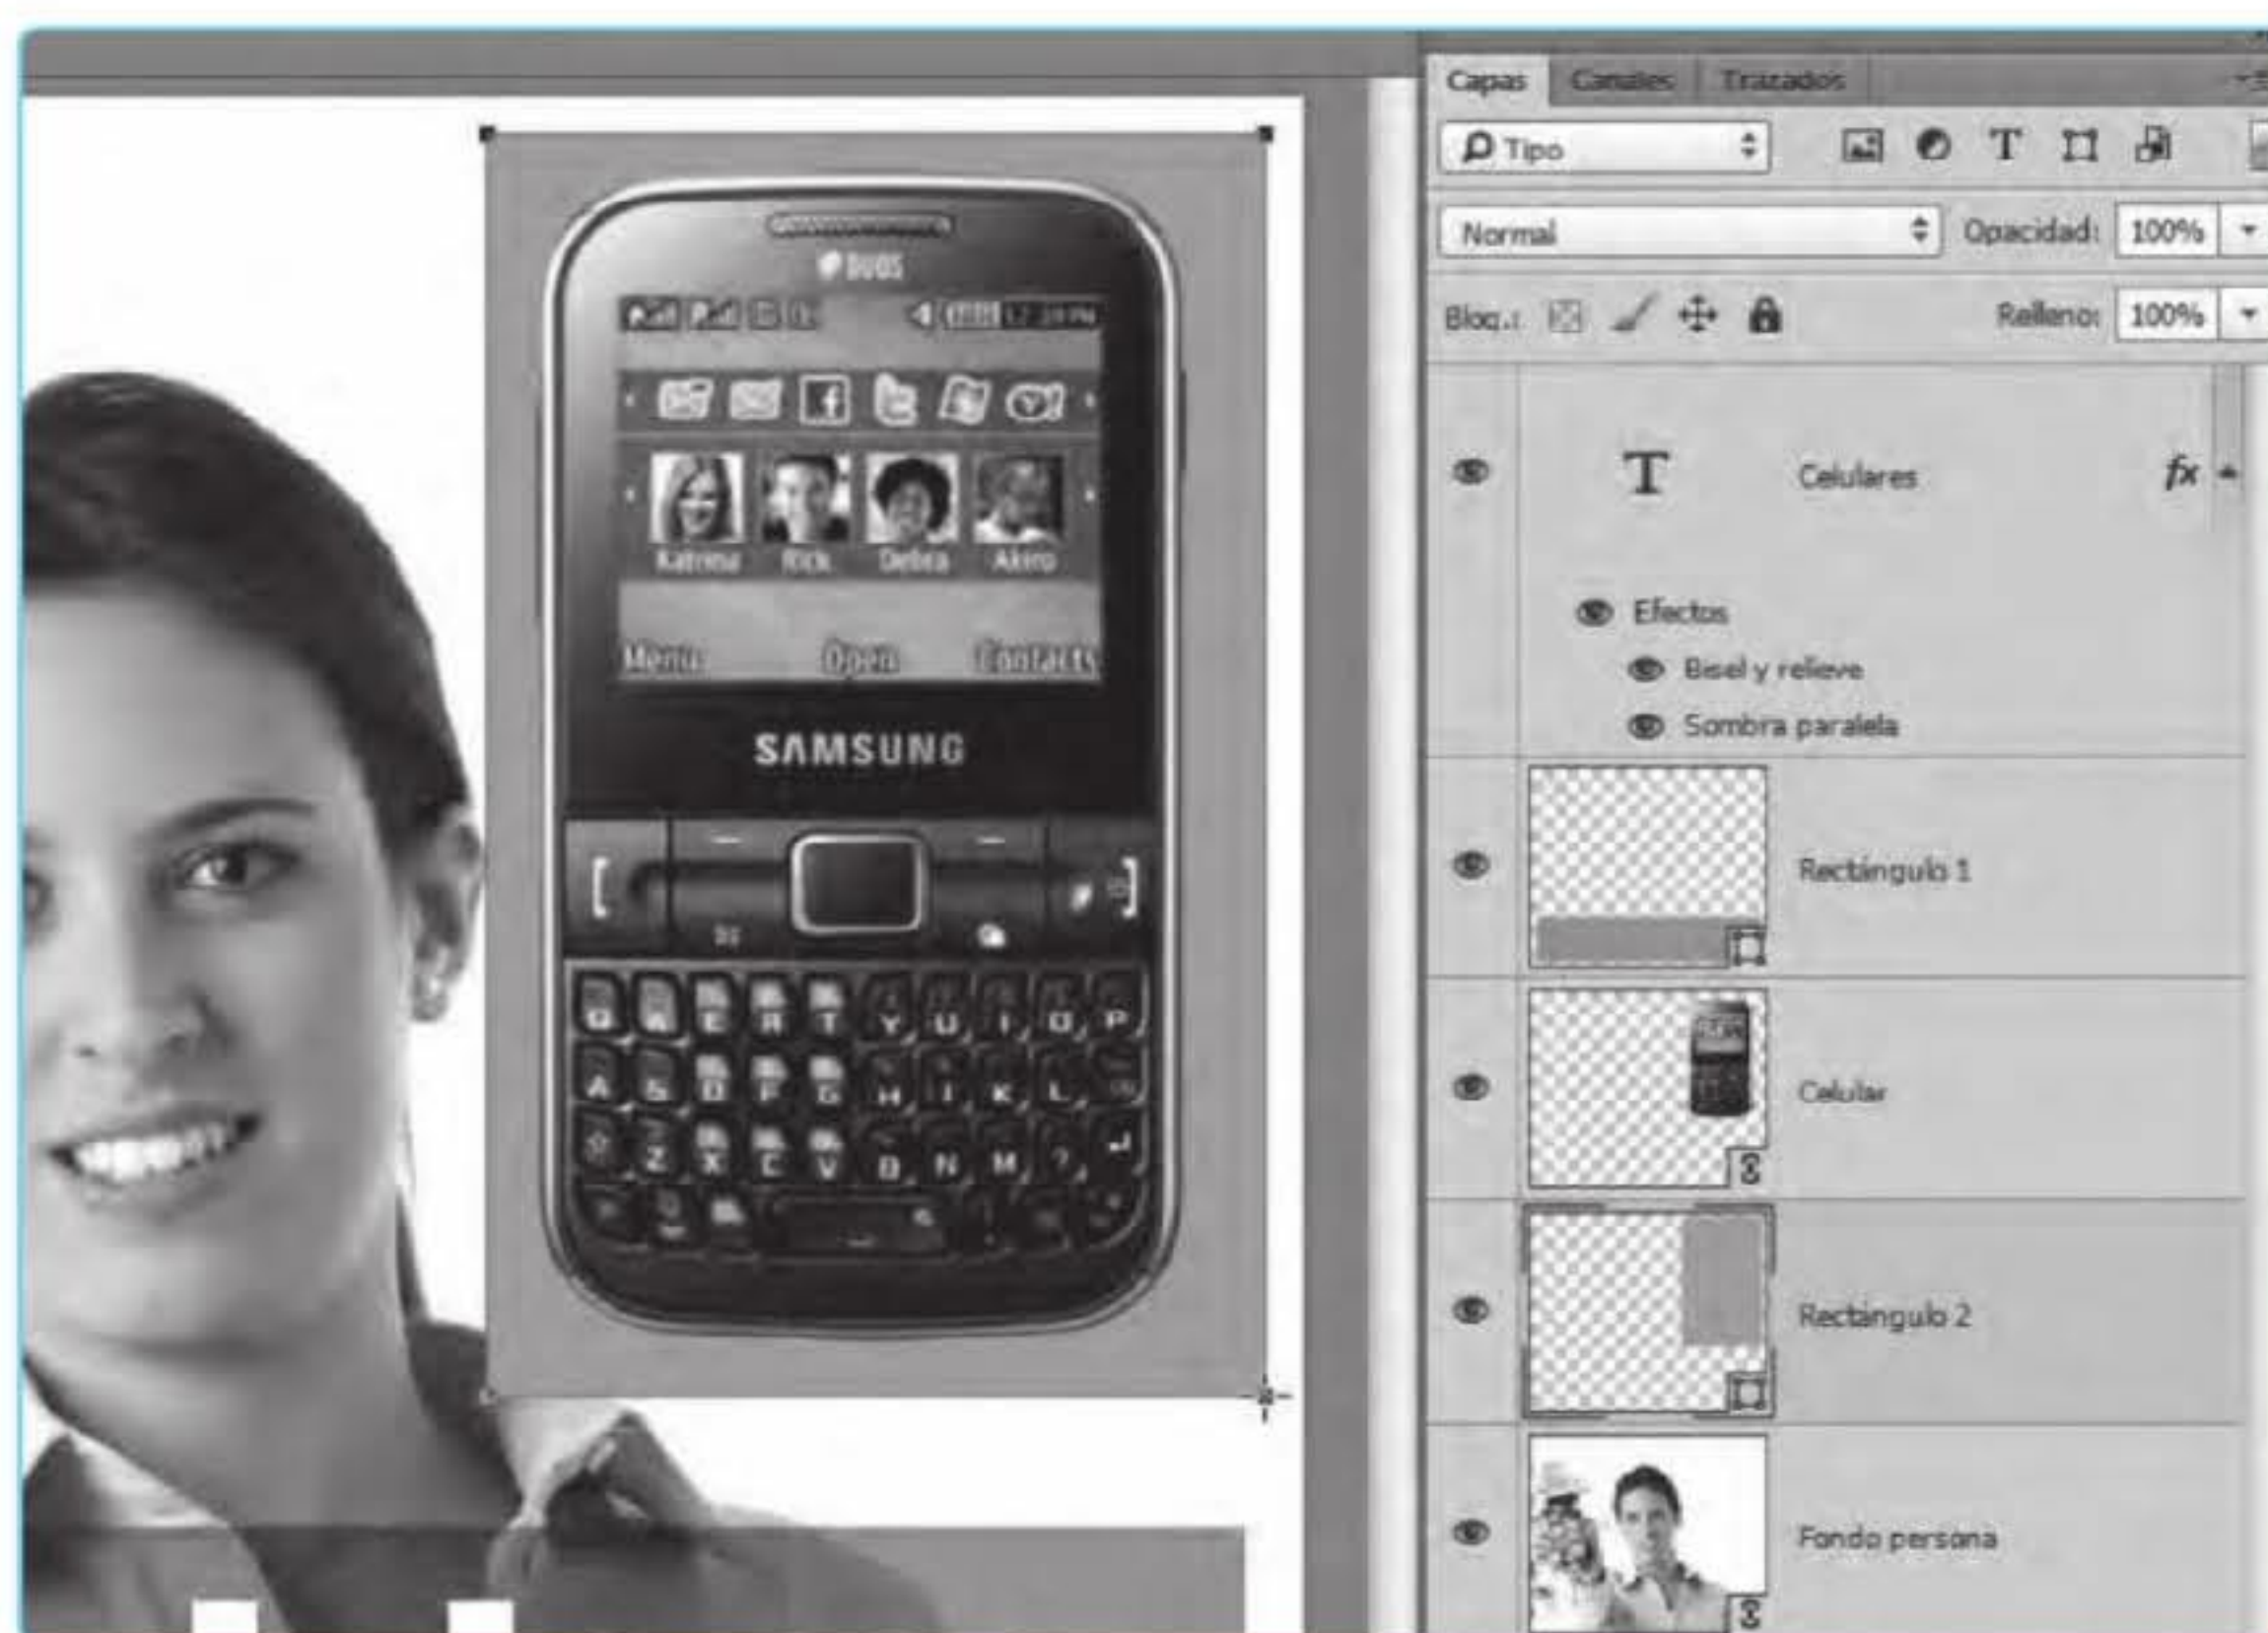 Capas Canales Trazados
Tipo
T
Normal Opacidad: 100%
Bloq.: Relleno: 100%
T Celulares fx
Efectos
Bisel y relieve
Sombra paralela
Rectángulo 1
Celular
Rectángulo 2
Fondo persona
DUOS
Katrina Rick Debra Akiro
Menu Open Contacts
SAMSUNG
E R T Y U I O P
A S D F G H K L
Z X C V B N M ?